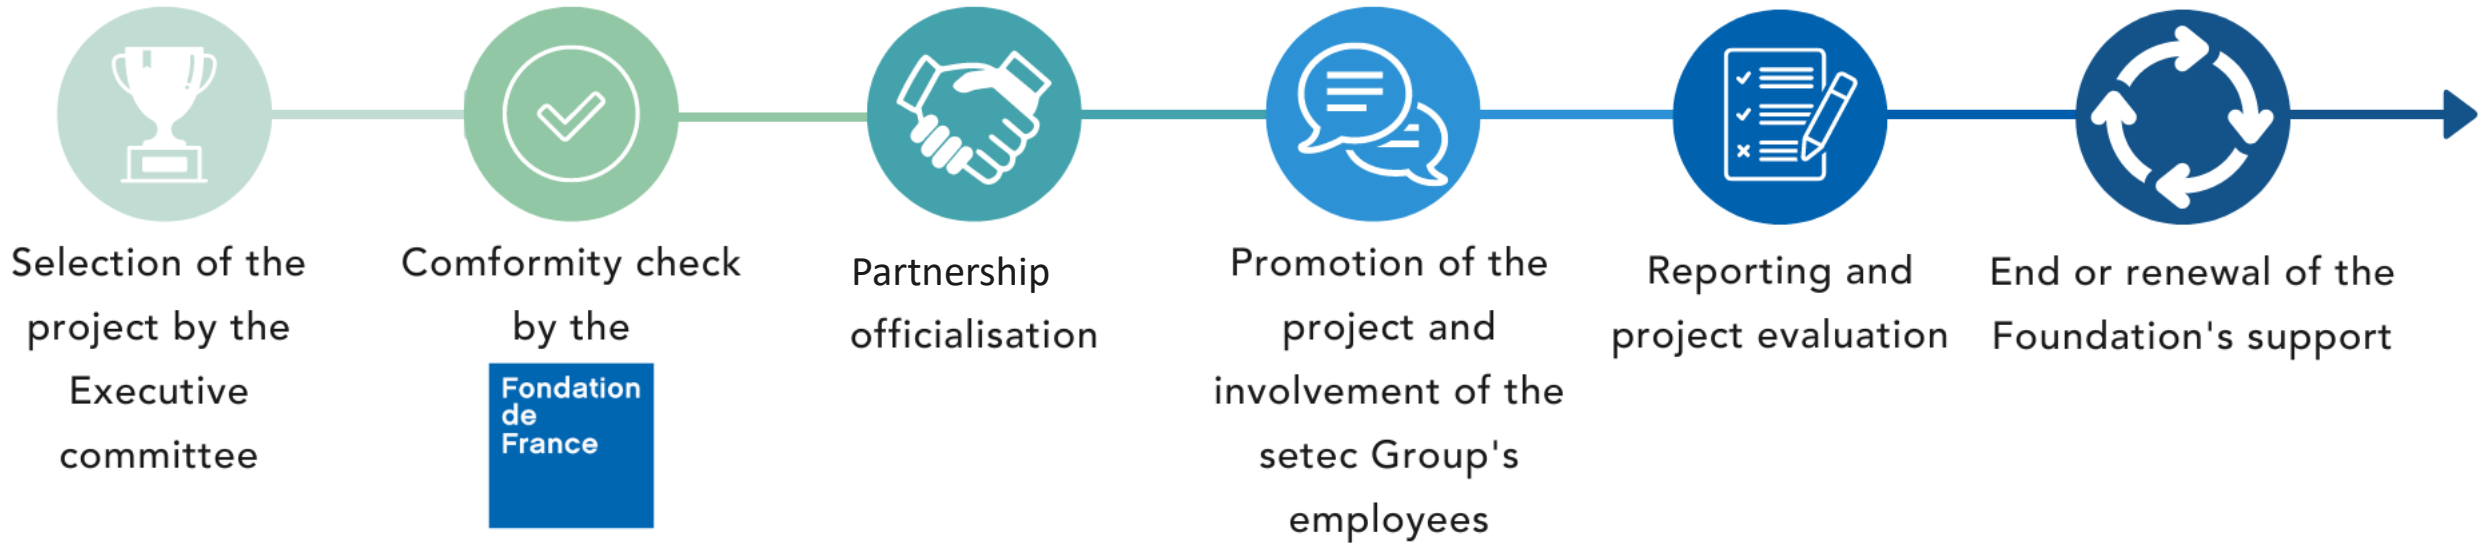 Selection of the
project by the
Executive
committee
Comformity check
by the
Fondation
de
France
Partnership
officialisation
Promotion of the
project and
involvement of the
setec Group's
employees
Reporting and
project evaluation
End or renewal of the
Foundation's support